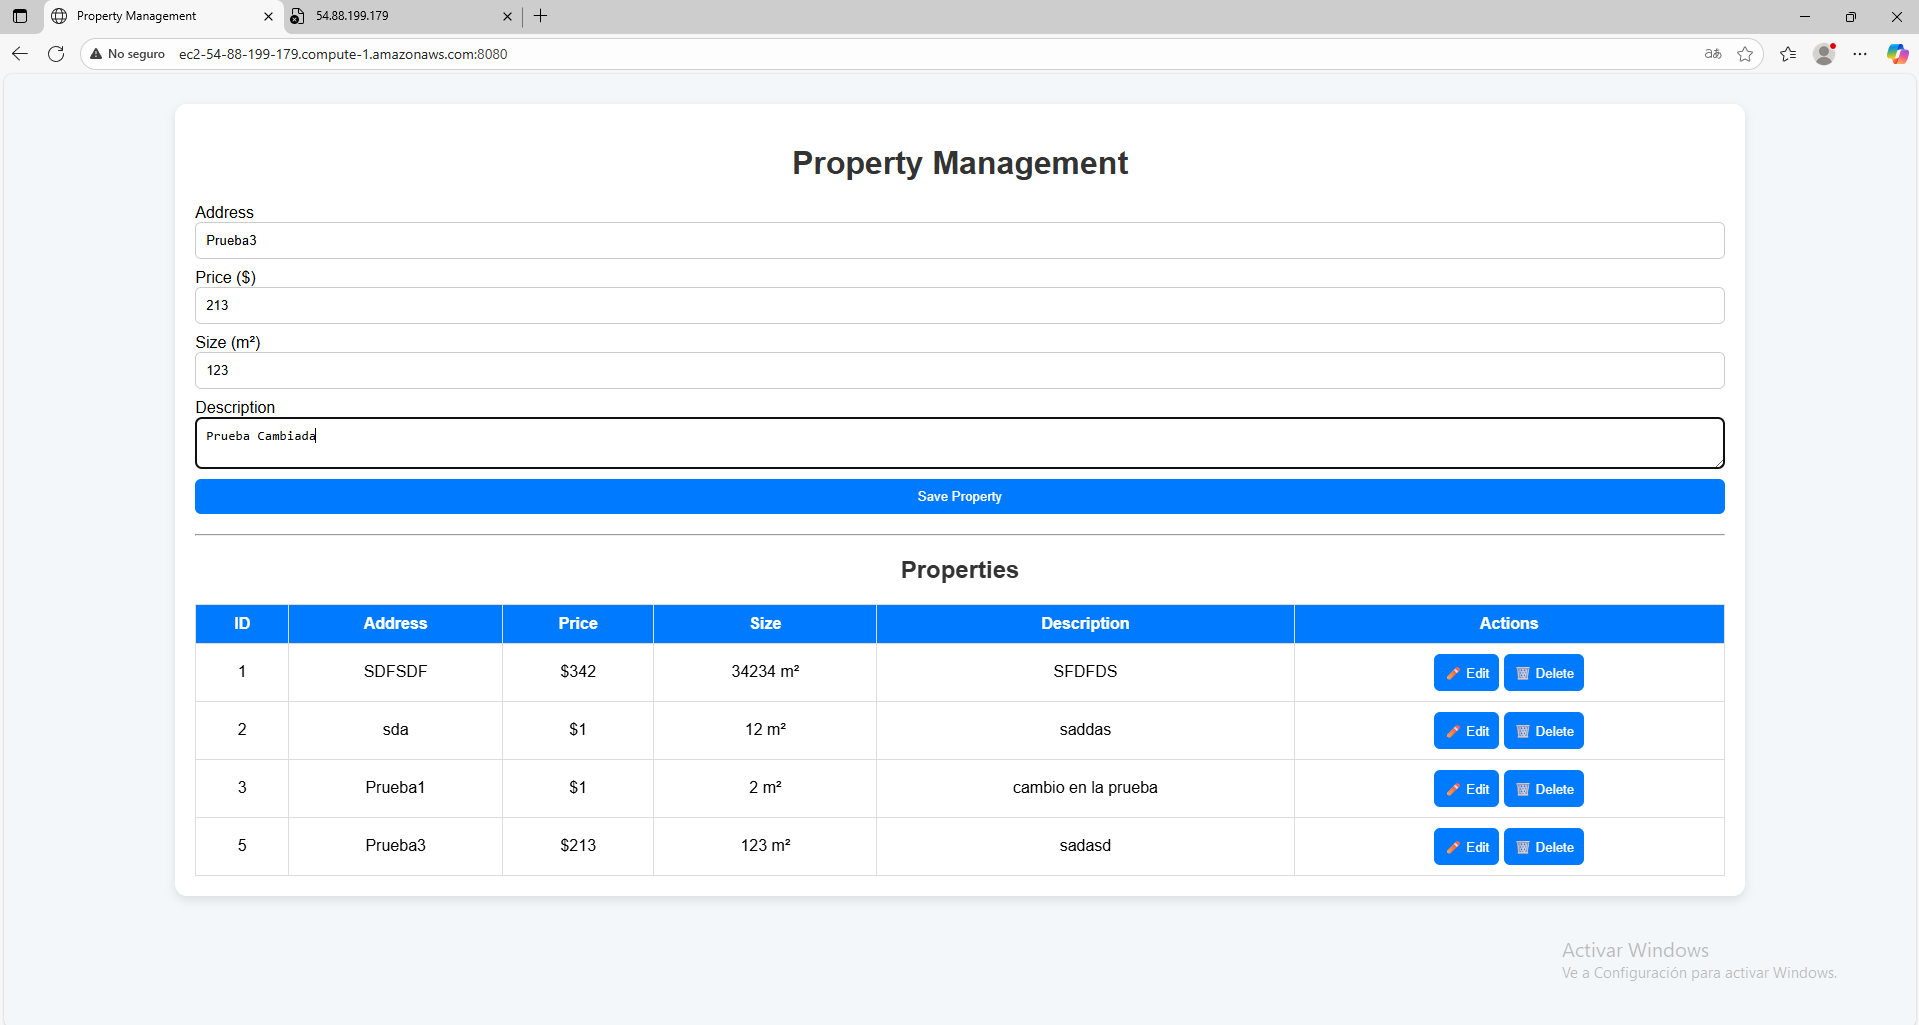 Property Management
54.88.199.179
No seguro ec2-54-88-199-179.compute-1.amazonaws.com:8080
aあ
Property Management
Address
Prueba3
Price ($)
213
Size (m²)
123
Description
Prueba Cambiada
Save Property
Properties
ID Address Price Size Description Actions
1 SDFSDF $342 34234 m² SFDFDS Edit Delete
2 sda $1 12 m² saddas Edit Delete
3 Prueba1 $1 2 m² cambio en la prueba Edit Delete
5 Prueba3 $213 123 m² sadasd Edit Delete
Activar Windows
Ve a Configuración para activar Windows.